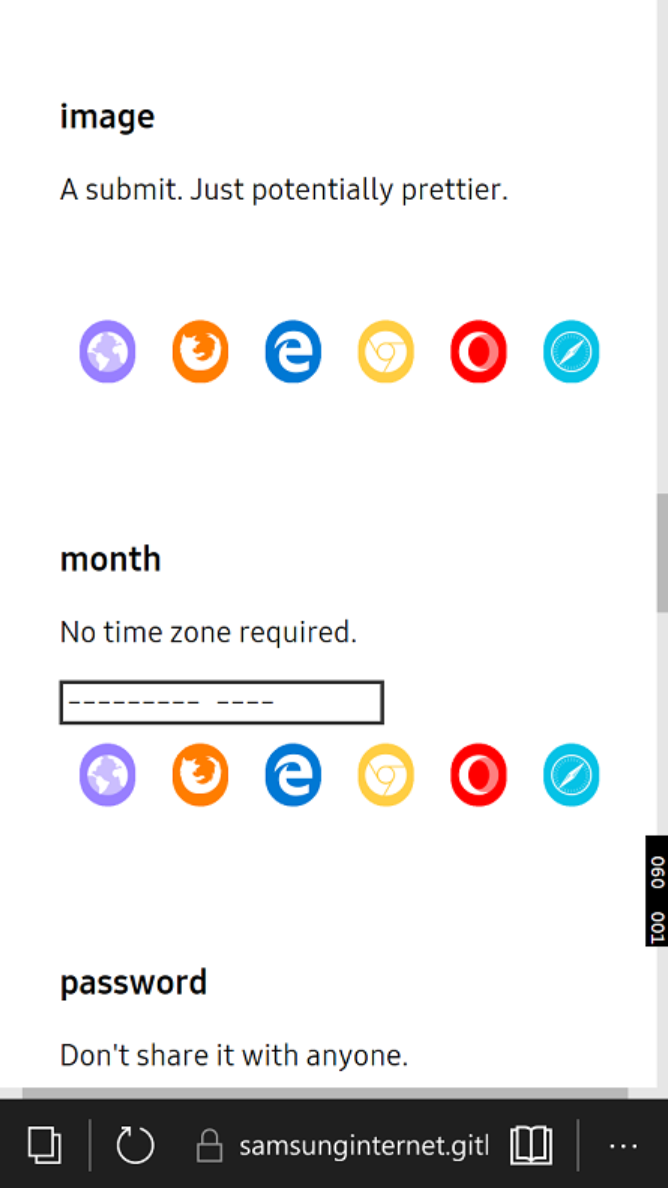 image
A submit. Just potentially prettier.
month
No time zone required.
--------- ----
060 001
password
Don't share it with anyone.
samsunginternet.gitl